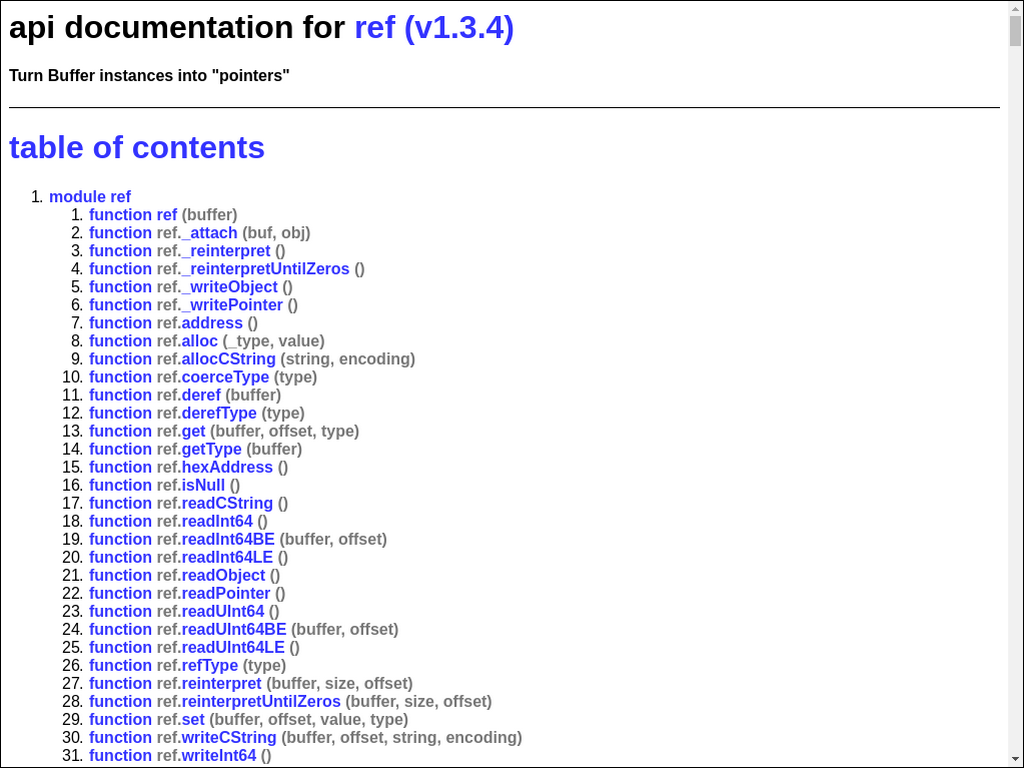 api documentation for ref (v1.3.4)
Turn Buffer instances into "pointers"
table of contents
1. module ref
1. function ref (buffer)
2. function ref._attach (buf, obj)
3. function ref._reinterpret ()
4. function ref._reinterpretUntilZeros ()
5. function ref._writeObject ()
6. function ref._writePointer ()
7. function ref.address ()
8. function ref.alloc (_type, value)
9. function ref.allocCString (string, encoding)
10. function ref.coerceType (type)
11. function ref.deref (buffer)
12. function ref.derefType (type)
13. function ref.get (buffer, offset, type)
14. function ref.getType (buffer)
15. function ref.hexAddress ()
16. function ref.isNull ()
17. function ref.readCString ()
18. function ref.readInt64 ()
19. function ref.readInt64BE (buffer, offset)
20. function ref.readInt64LE ()
21. function ref.readObject ()
22. function ref.readPointer ()
23. function ref.readUInt64 ()
24. function ref.readUInt64BE (buffer, offset)
25. function ref.readUInt64LE ()
26. function ref.refType (type)
27. function ref.reinterpret (buffer, size, offset)
28. function ref.reinterpretUntilZeros (buffer, size, offset)
29. function ref.set (buffer, offset, value, type)
30. function ref.writeCString (buffer, offset, string, encoding)
31. function ref.writeInt64 ()